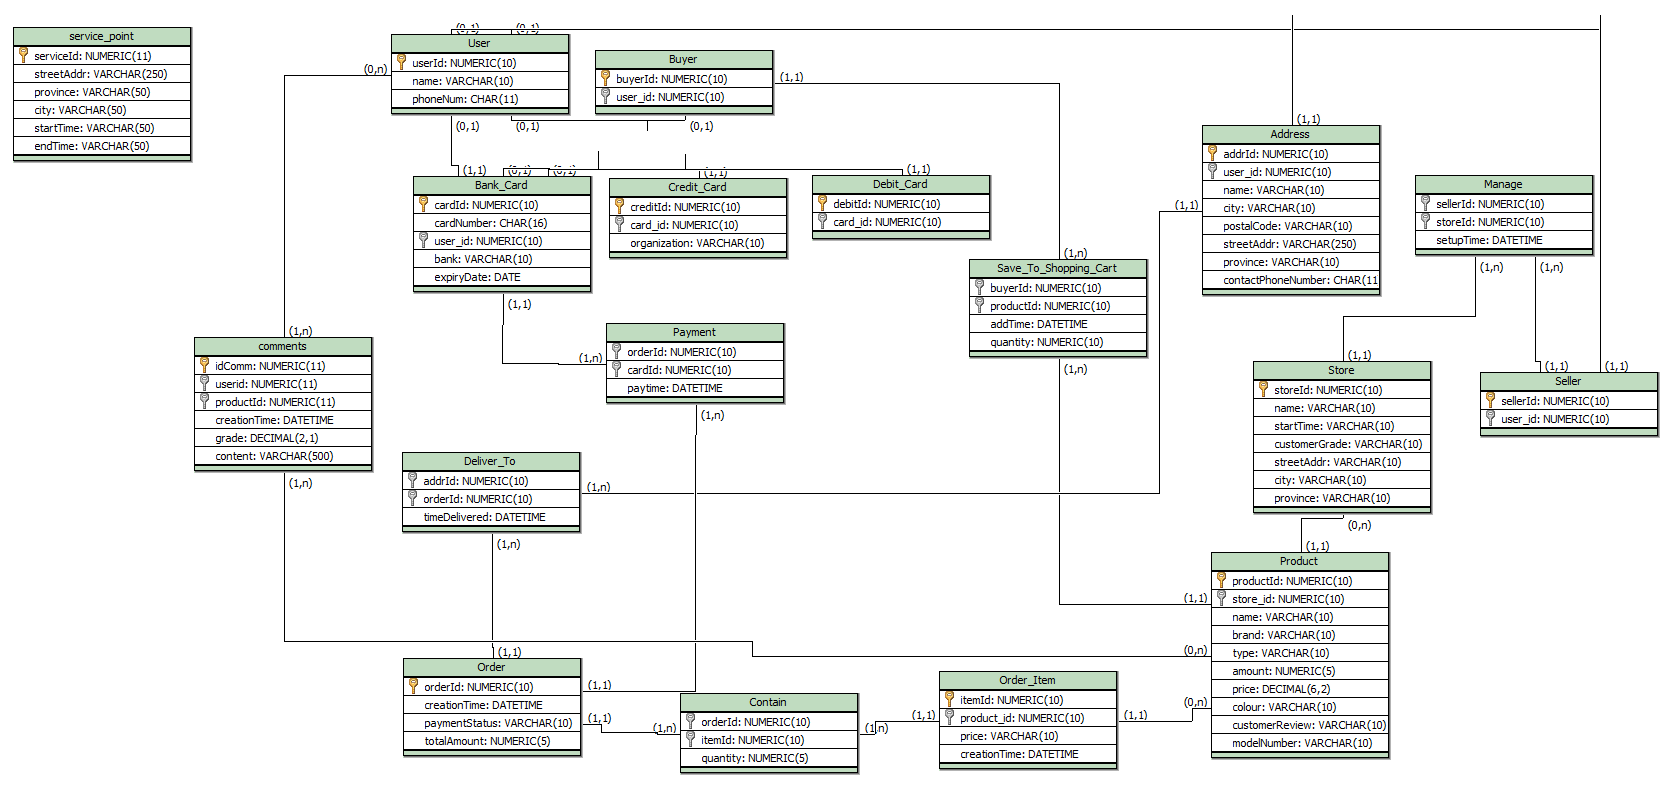 service_point
serviceId: NUMERIC(11)
streetAddr: VARCHAR(250)
province: VARCHAR(50)
city: VARCHAR(50)
startTime: VARCHAR(50)
endTime: VARCHAR(50)
(0,1)
(0,1)
User
userId: NUMERIC(10)
name: VARCHAR(10)
phoneNum: CHAR(11)
(0,n)
(0,1)
(0,1)
(0,1)
Buyer
buyerId: NUMERIC(10)
user_id: NUMERIC(10)
(1,1)
(1,1)
(0,1)
(0,1)
(1,1)
(1,1)
Bank_Card
cardId: NUMERIC(10)
cardNumber: CHAR(16)
user_id: NUMERIC(10)
bank: VARCHAR(10)
expiryDate: DATE
(1,1)
Credit_Card
creditId: NUMERIC(10)
card_id: NUMERIC(10)
organization: VARCHAR(10)
Debit_Card
debitId: NUMERIC(10)
card_id: NUMERIC(10)
(1,1)
Address
addrId: NUMERIC(10)
user_id: NUMERIC(10)
name: VARCHAR(10)
city: VARCHAR(10)
postalCode: VARCHAR(10)
streetAddr: VARCHAR(250)
province: VARCHAR(10)
contactPhoneNumber: CHAR(11
(1,1)
Manage
sellerId: NUMERIC(10)
storeId: NUMERIC(10)
setupTime: DATETIME
(1,n)
(1,n)
(1,n)
Save_To_Shopping_Cart
buyerId: NUMERIC(10)
productId: NUMERIC(10)
addTime: DATETIME
quantity: NUMERIC(10)
(1,n)
(1,n)
comments
idComm: NUMERIC(11)
userid: NUMERIC(11)
productId: NUMERIC(11)
creationTime: DATETIME
grade: DECIMAL(2,1)
content: VARCHAR(500)
(1,n)
(1,n)
Payment
orderId: NUMERIC(10)
cardId: NUMERIC(10)
paytime: DATETIME
(1,n)
(1,1)
Store
storeId: NUMERIC(10)
name: VARCHAR(10)
startTime: VARCHAR(10)
customerGrade: VARCHAR(10)
streetAddr: VARCHAR(10)
city: VARCHAR(10)
province: VARCHAR(10)
(0,n)
(1,1)
(1,1)
Seller
sellerId: NUMERIC(10)
user_id: NUMERIC(10)
Deliver_To
addrId: NUMERIC(10)
orderId: NUMERIC(10)
timeDelivered: DATETIME
(1,n)
(1,n)
(1,1)
Product
productId: NUMERIC(10)
store_id: NUMERIC(10)
name: VARCHAR(10)
brand: VARCHAR(10)
type: VARCHAR(10)
amount: NUMERIC(5)
price: DECIMAL(6,2)
colour: VARCHAR(10)
customerReview: VARCHAR(10)
modelNumber: VARCHAR(10)
(1,1)
(0,n)
(0,n)
(1,1)
Order
orderId: NUMERIC(10)
creationTime: DATETIME
paymentStatus: VARCHAR(10)
totalAmount: NUMERIC(5)
(1,1)
(1,1)
(1,n)
Contain
orderId: NUMERIC(10)
itemId: NUMERIC(10)
quantity: NUMERIC(5)
(1,n)
(1,1)
Order_Item
itemId: NUMERIC(10)
product_id: NUMERIC(10)
price: VARCHAR(10)
creationTime: DATETIME
(1,1)